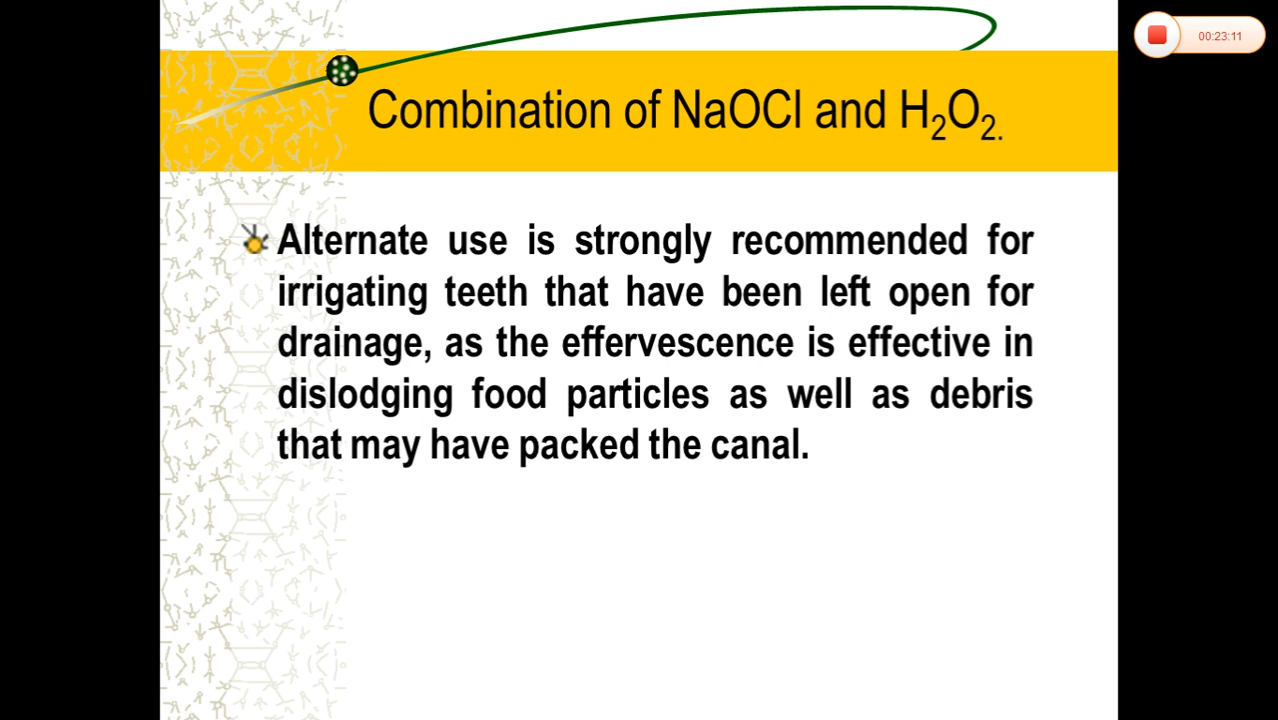 00:23:11
Combination of NaOCl and H₂O₂.
Alternate use is strongly recommended for
irrigating teeth that have been left open for
drainage, as the effervescence is effective in
dislodging food particles as well as debris
that may have packed the canal.